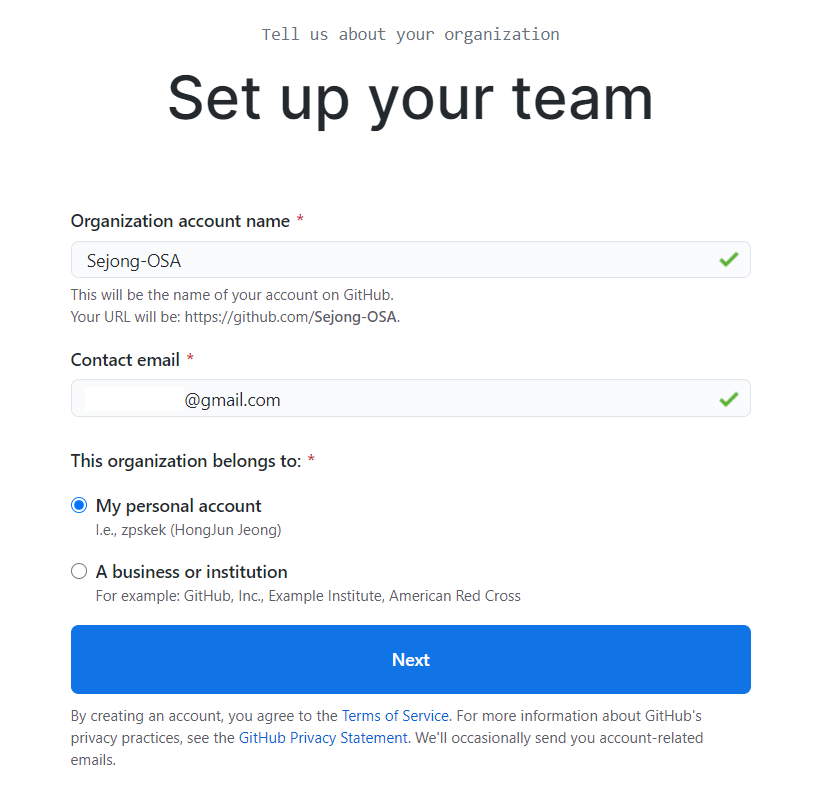 Tell us about your organization
Set up your team
Organization account name *
Sejong-OSA
This will be the name of your account on GitHub.
Your URL will be: https://github.com/Sejong-OSA.
Contact email *
@gmail.com
This organization belongs to: *
My personal account
I.e., zpskek (HongJun Jeong)
A business or institution
For example: GitHub, Inc., Example Institute, American Red Cross
Next
By creating an account, you agree to the Terms of Service. For more information about GitHub's
privacy practices, see the GitHub Privacy Statement. We'll occasionally send you account-related
emails.